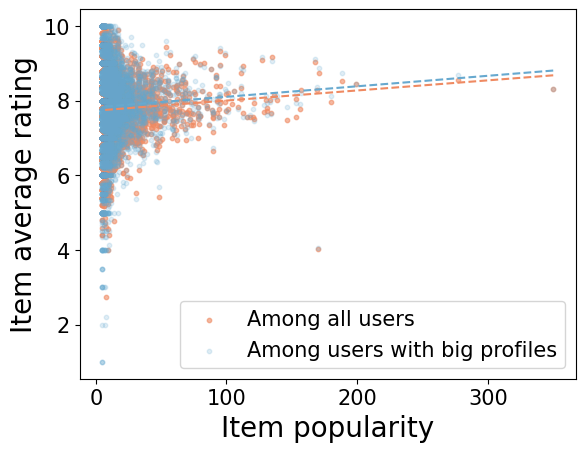 10
8
6
4
2
Item average rating
Among all users
Among users with big profiles
0 100 200 300
Item popularity